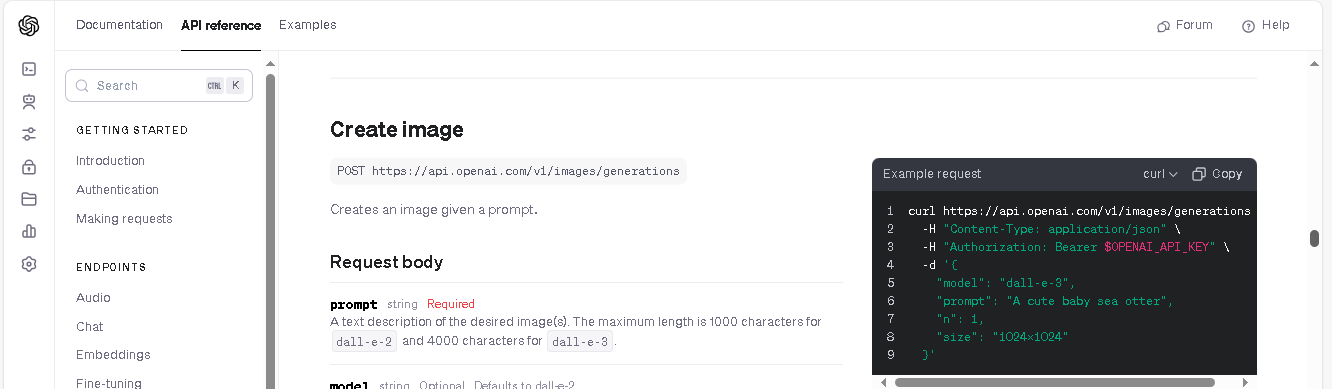 Documentation API reference Examples Forum Help
Search CTRL K
GETTING STARTED
Introduction
Authentication
Making requests
ENDPOINTS
Audio
Chat
Embeddings
Fine-tuning
Create image
POST https://api.openai.com/v1/images/generations
Creates an image given a prompt.
Request body
prompt string Required
A text description of the desired image(s). The maximum length is 1000 characters for
dall-e-2 and 4000 characters for dall-e-3.
model string Optional Defaults to dall-e-2
Example request curl Copy
1 curl https://api.openai.com/v1/images/generations
2 -H "Content-Type: application/json" \
3 -H "Authorization: Bearer $OPENAI_API_KEY" \
4 -d '{
5 "model": "dall-e-3",
6 "prompt": "A cute baby sea otter",
7 "n": 1,
8 "size": "1024x1024"
9 }'